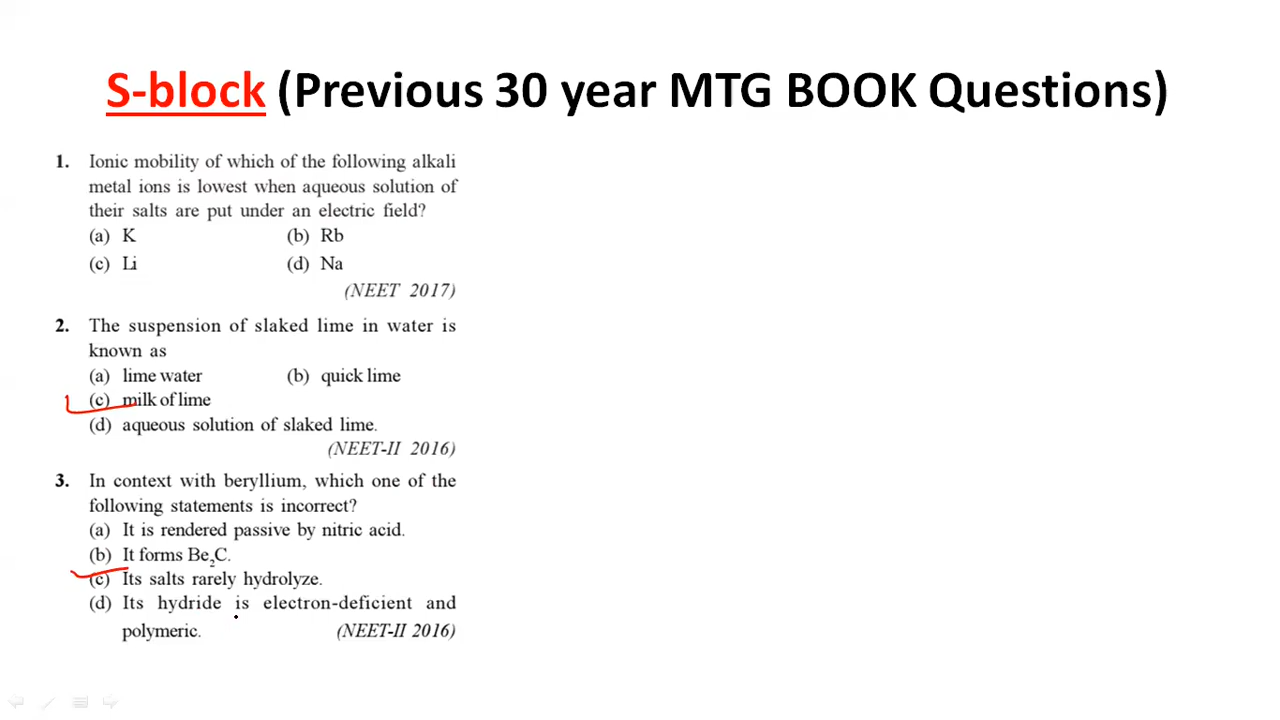 S-block (Previous 30 year MTG BOOK Questions)
1. Ionic mobility of which of the following alkali
metal ions is lowest when aqueous solution of
their salts are put under an electric field?
(a) K (b) Rb
(c) Li (d) Na
(NEET 2017)
2. The suspension of slaked lime in water is
known as
(a) lime water (b) quick lime
(c) milk of lime
(d) aqueous solution of slaked lime.
(NEET-II 2016)
3. In context with beryllium, which one of the
following statements is incorrect?
(a) It is rendered passive by nitric acid.
(b) It forms Be₂C.
(c) Its salts rarely hydrolyze.
(d) Its hydride is electron-deficient and
polymeric. (NEET-II 2016)